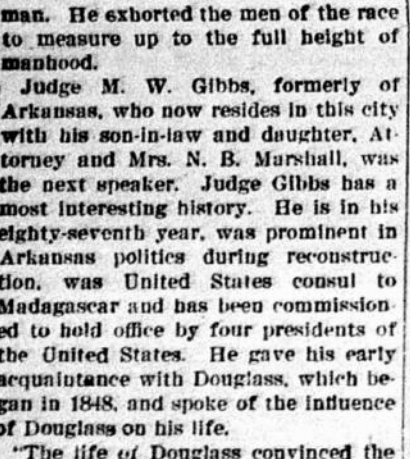 man. He exhorted the men of the race
to measure up to the full height of
manhood.
Judge M. W. Gibbs, formerly of
Arkansas, who now resides in this city
with his son-in-law and daughter, At-
torney and Mrs. N. B. Marshall, was
the next speaker. Judge Gibbs has a
most interesting history. He is in his
eighty-seventh year, was prominent in
Arkansas politics during reconstruc-
tion, was United States consul to
Madagascar and has been commission-
ed to hold office by four presidents of
the United States. He gave his early
acquaintance with Douglass, which be-
gan in 1848, and spoke of the influence
of Douglass on his life.
"The life of Douglass convinced the